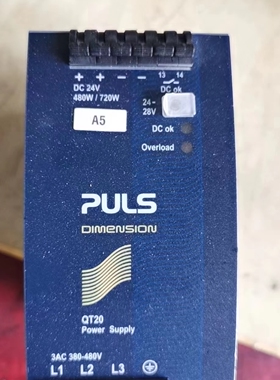 + + − − 13 14
DC 24V
480W / 720W
DC ok
A5
24-
28V
DC ok
Overload
PULS
DIMENSION
QT20
Power Supply
3AC 380-480V
L1 L2 L3